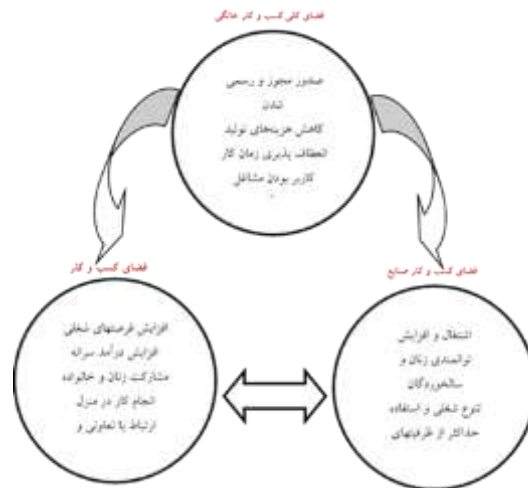 فضای کلی کسب و کار خانگی
صدور مجوز و رسمی
شدن
کاهش هزینه‌های تولید
انعطاف پذیری زمان کار
کاربر بودن مشاغل
فضای کسب و کار
فضای کسب و کار صنایع
افزایش فرصتهای شغلی
افزایش درآمد سرانه
مشارکت زنان و خانواده
انجام کار در منزل
ارتباط با تعاونی و
اشتغال و افزایش
توانمندی زنان و
سالخوردگان
تنوع شغلی و استفاده
حداکثر از ظرفیتهای